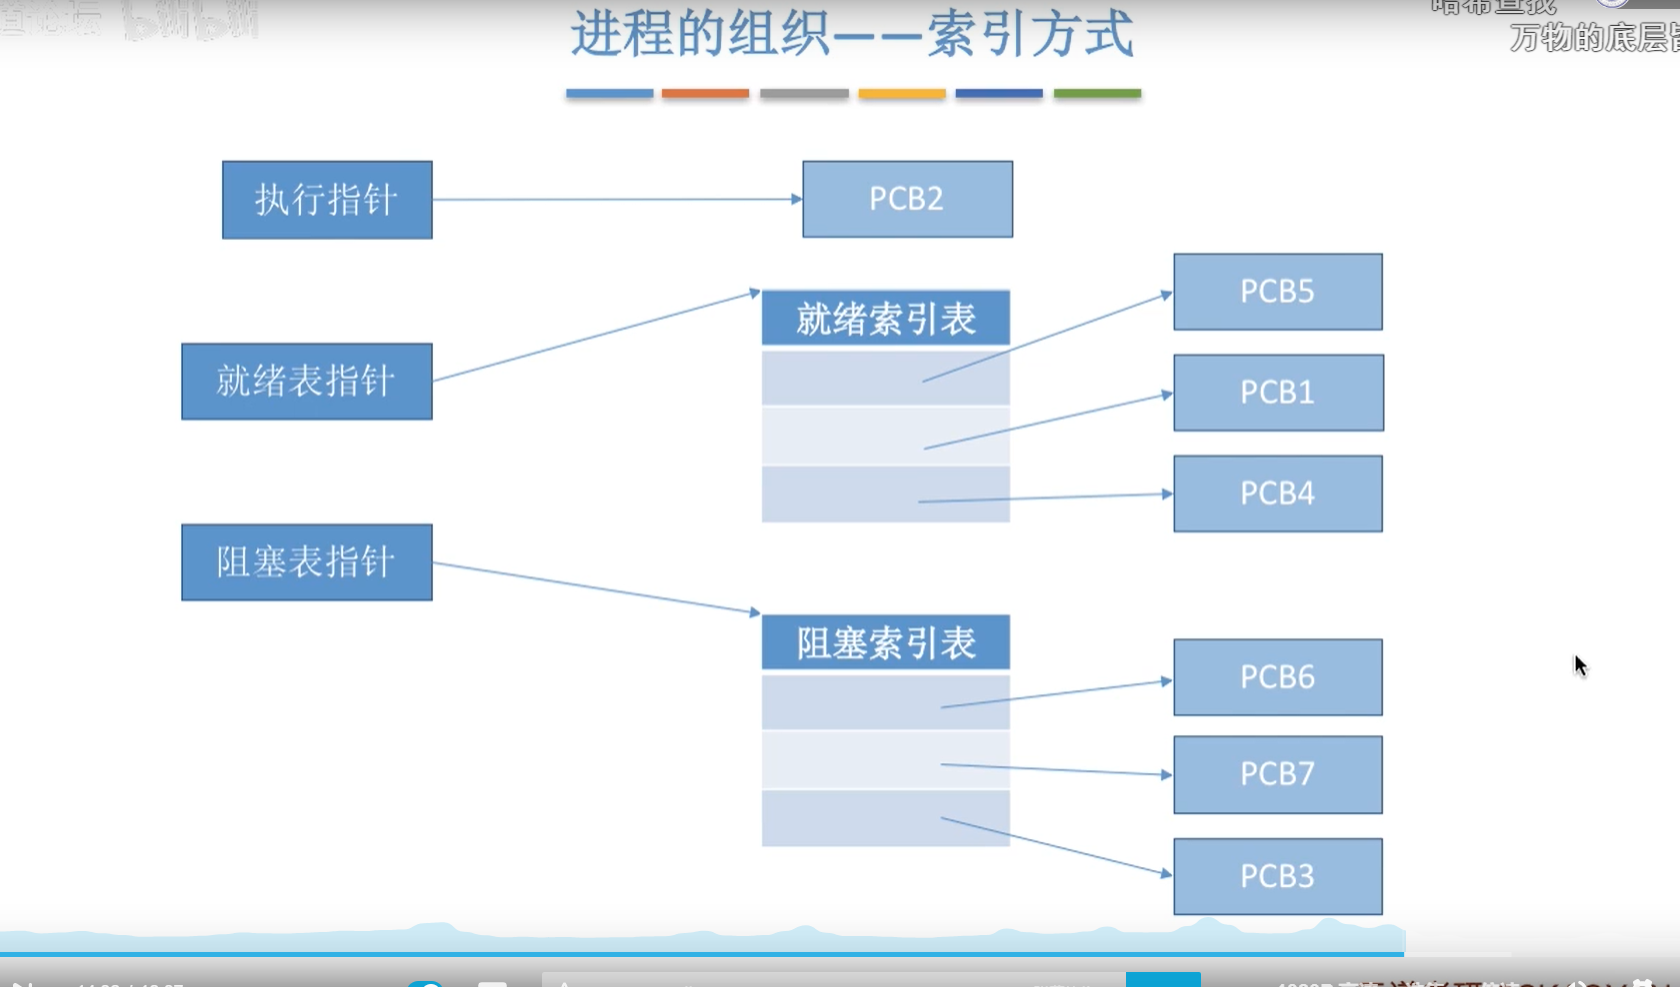 万物的底层
进程的组织——索引方式
执行指针
PCB2
就绪表指针
就绪索引表
PCB5
PCB1
PCB4
阻塞表指针
阻塞索引表
PCB6
PCB7
PCB3